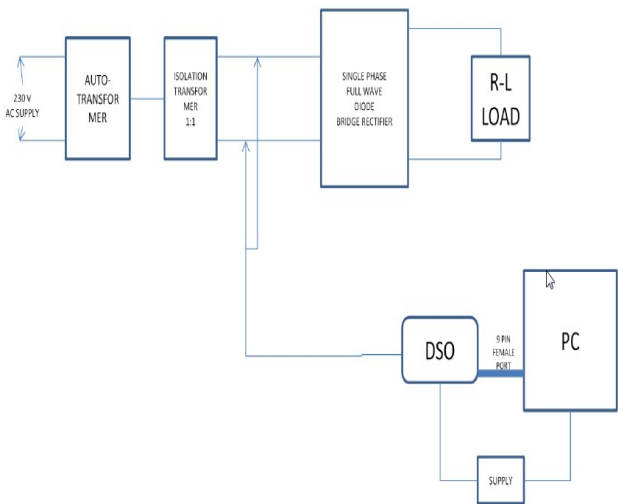 230 V
AC SUPPLY
AUTO-
TRANSFOR
MER
ISOLATION
TRANSFOR
MER
1:1
SINGLE PHASE
FULL WAVE
DIODE
BRIDGE RECTIFIER
R-L
LOAD
DSO
9 PIN
FEMALE
PORT
PC
SUPPLY